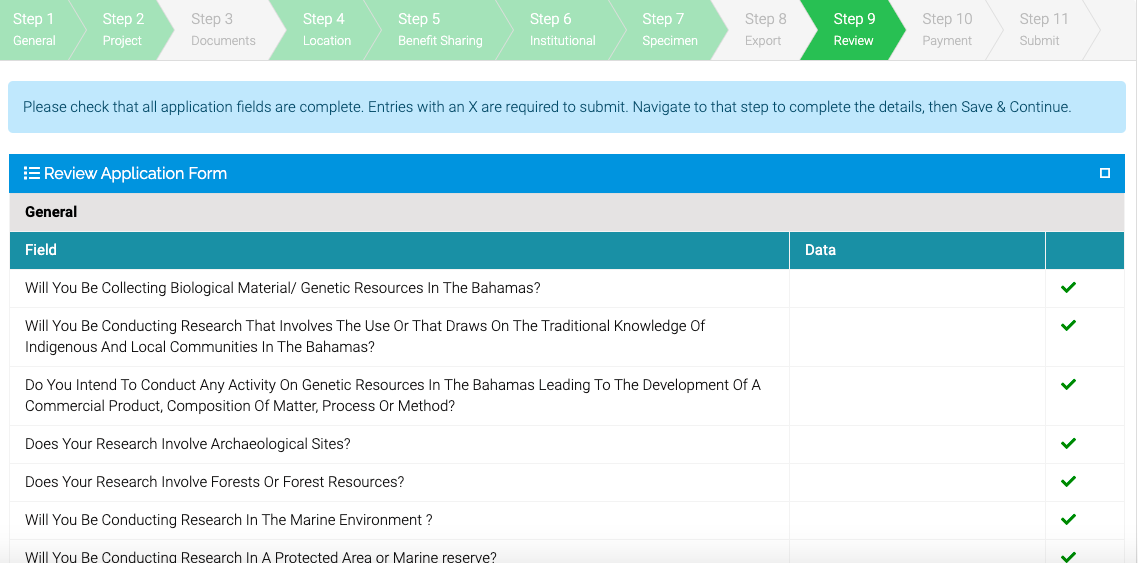 Step 1
General
Step 2
Project
Step 3
Documents
Step 4
Location
Step 5
Benefit Sharing
Step 6
Institutional
Step 7
Specimen
Step 8
Export
Step 9
Review
Step 10
Payment
Step 11
Submit
Please check that all application fields are complete. Entries with an X are required to submit. Navigate to that step to complete the details, then Save & Continue.
Review Application Form
General
Field
Data
Will You Be Collecting Biological Material/ Genetic Resources In The Bahamas?
Will You Be Conducting Research That Involves The Use Or That Draws On The Traditional Knowledge Of
Indigenous And Local Communities In The Bahamas?
Do You Intend To Conduct Any Activity On Genetic Resources In The Bahamas Leading To The Development Of A
Commercial Product, Composition Of Matter, Process Or Method?
Does Your Research Involve Archaeological Sites?
Does Your Research Involve Forests Or Forest Resources?
Will You Be Conducting Research In The Marine Environment ?
Will You Be Conducting Research In A Protected Area or Marine reserve?